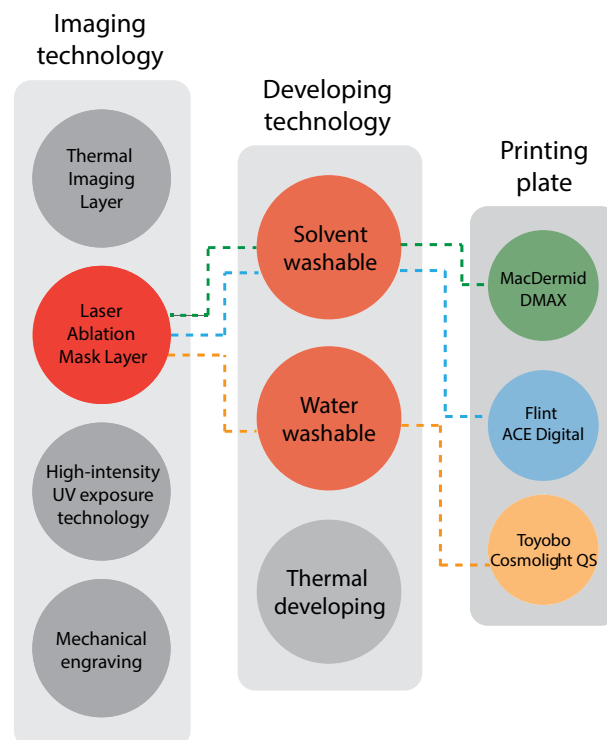 Imaging
technology
Thermal
Imaging
Layer
Laser
Ablation
Mask Layer
High-intensity
UV exposure
technology
Mechanical
engraving
Developing
technology
Solvent
washable
Water
washable
Thermal
developing
Printing
plate
MacDermid
DMAX
Flint
ACE Digital
Toyobo
Cosmolight QS